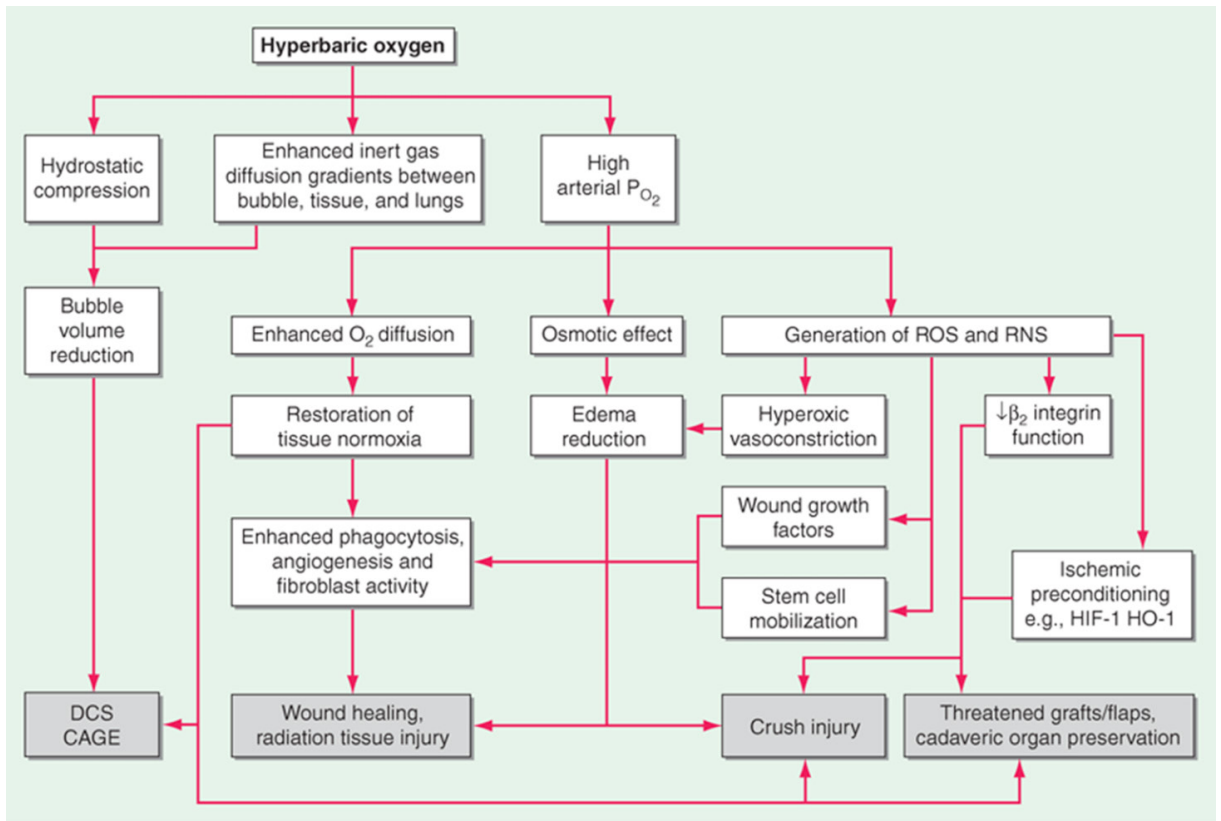 Hyperbaric oxygen
Hydrostatic
compression
Enhanced inert gas
diffusion gradients between
bubble, tissue, and lungs
High
arterial PO2
Bubble
volume
reduction
Enhanced O2 diffusion
Osmotic effect
Generation of ROS and RNS
Restoration of
tissue normoxia
Edema
reduction
Hyperoxic
vasoconstriction
↓β2 integrin
function
Enhanced phagocytosis,
angiogenesis and
fibroblast activity
Wound growth
factors
Stem cell
mobilization
Ischemic
preconditioning
e.g., HIF-1 HO-1
DCS
CAGE
Wound healing,
radiation tissue injury
Crush injury
Threatened grafts/flaps,
cadaveric organ preservation